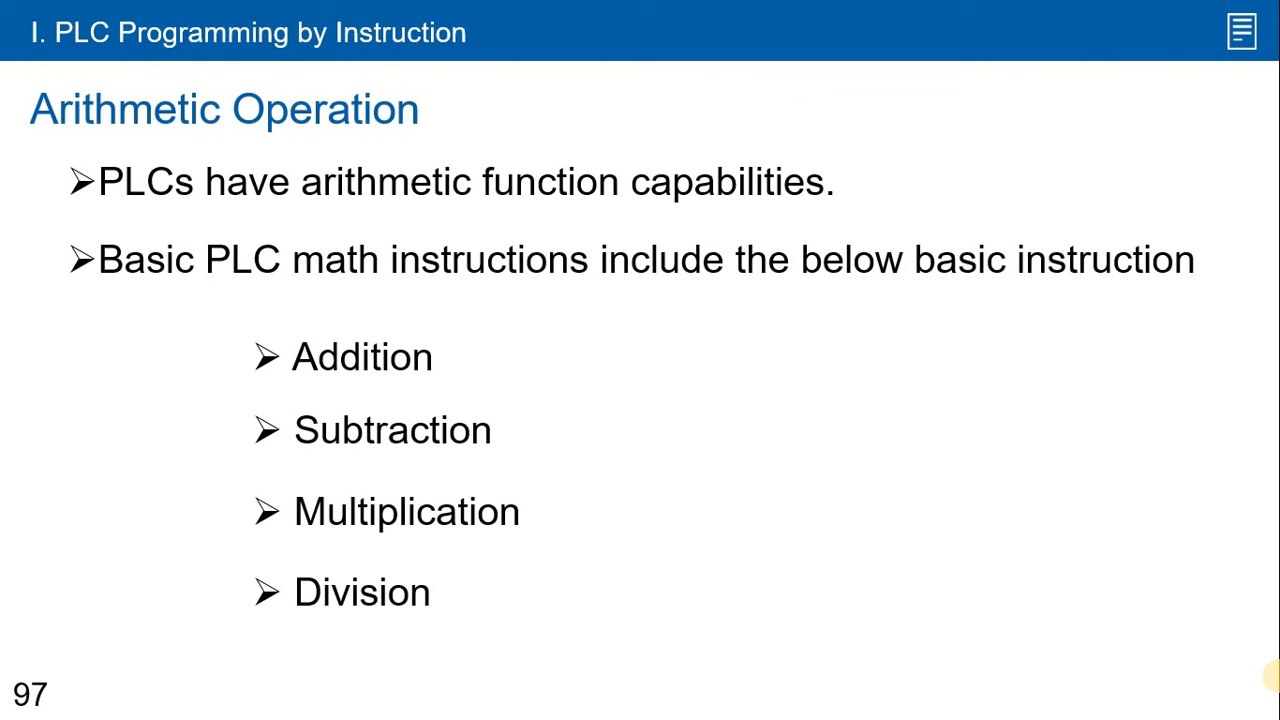 I. PLC Programming by Instruction
Arithmetic Operation
➢PLCs have arithmetic function capabilities.
➢Basic PLC math instructions include the below basic instruction
➢ Addition
➢ Subtraction
➢ Multiplication
➢ Division
97